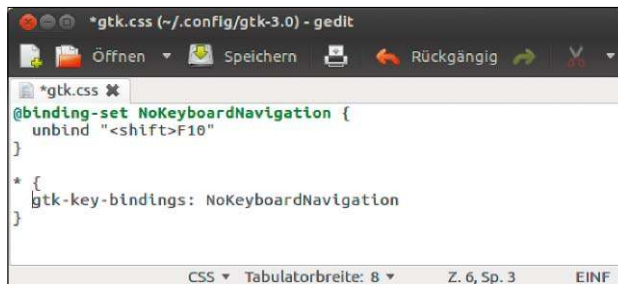 *gtk.css (~/.config/gtk-3.0) - gedit
Öffnen Speichern Rückgängig
*gtk.css
@binding-set NoKeyboardNavigation {
unbind "<shift>F10"
}
* {
gtk-key-bindings: NoKeyboardNavigation
}
CSS Tabulatorbreite: 8 Z. 6, Sp. 3 EINF